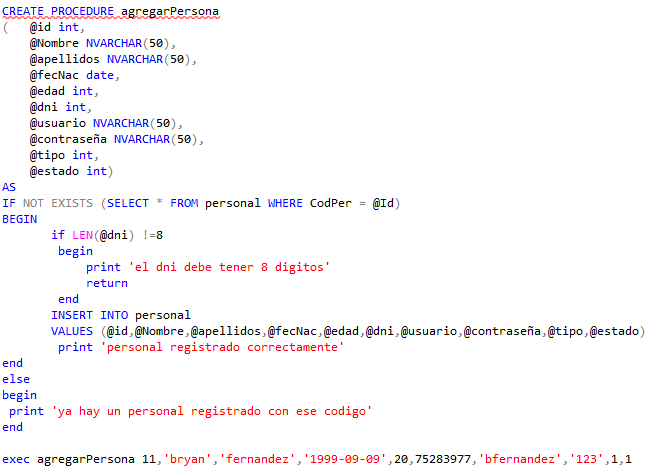 CREATE PROCEDURE agregarPersona
(   @id int,
    @Nombre NVARCHAR(50),
    @apellidos NVARCHAR(50),
    @fecNac date,
    @edad int,
    @dni int,
    @usuario NVARCHAR(50),
    @contraseña NVARCHAR(50),
    @tipo int,
    @estado int)
AS
IF NOT EXISTS (SELECT * FROM personal WHERE CodPer = @Id)
BEGIN
       if LEN(@dni) !=8
        begin
            print 'el dni debe tener 8 digitos'
            return
        end
       INSERT INTO personal
       VALUES (@id,@Nombre,@apellidos,@fecNac,@edad,@dni,@usuario,@contraseña,@tipo,@estado)
        print 'personal registrado correctamente'
end
else
begin
 print 'ya hay un personal registrado con ese codigo'
end
exec agregarPersona 11,'bryan','fernandez','1999-09-09',20,75283977,'bfernandez','123',1,1